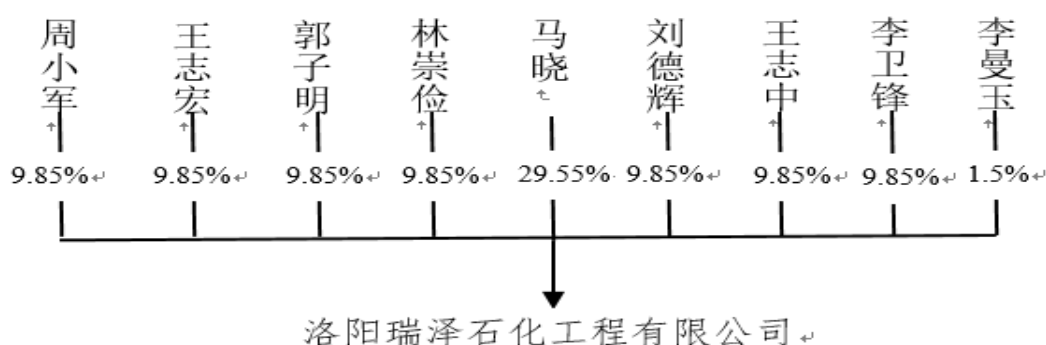 周小军
王志宏
郭子明
林崇俭
马晓
刘德辉
王志中
李卫锋
李曼玉
9.85%
9.85%
9.85%
9.85%
29.55%
9.85%
9.85%
9.85%
1.5%
洛阳瑞泽石化工程有限公司